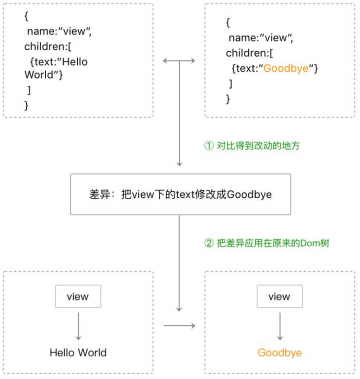 {
name:"view",
children:[
{text:"Hello
World"}
]
}
{
name:"view",
children:[
{text:"Goodbye"}
]
}
① 对比得到改动的地方
差异：把view下的text修改成Goodbye
② 把差异应用在原来的Dom树
view
Hello World
view
Goodbye